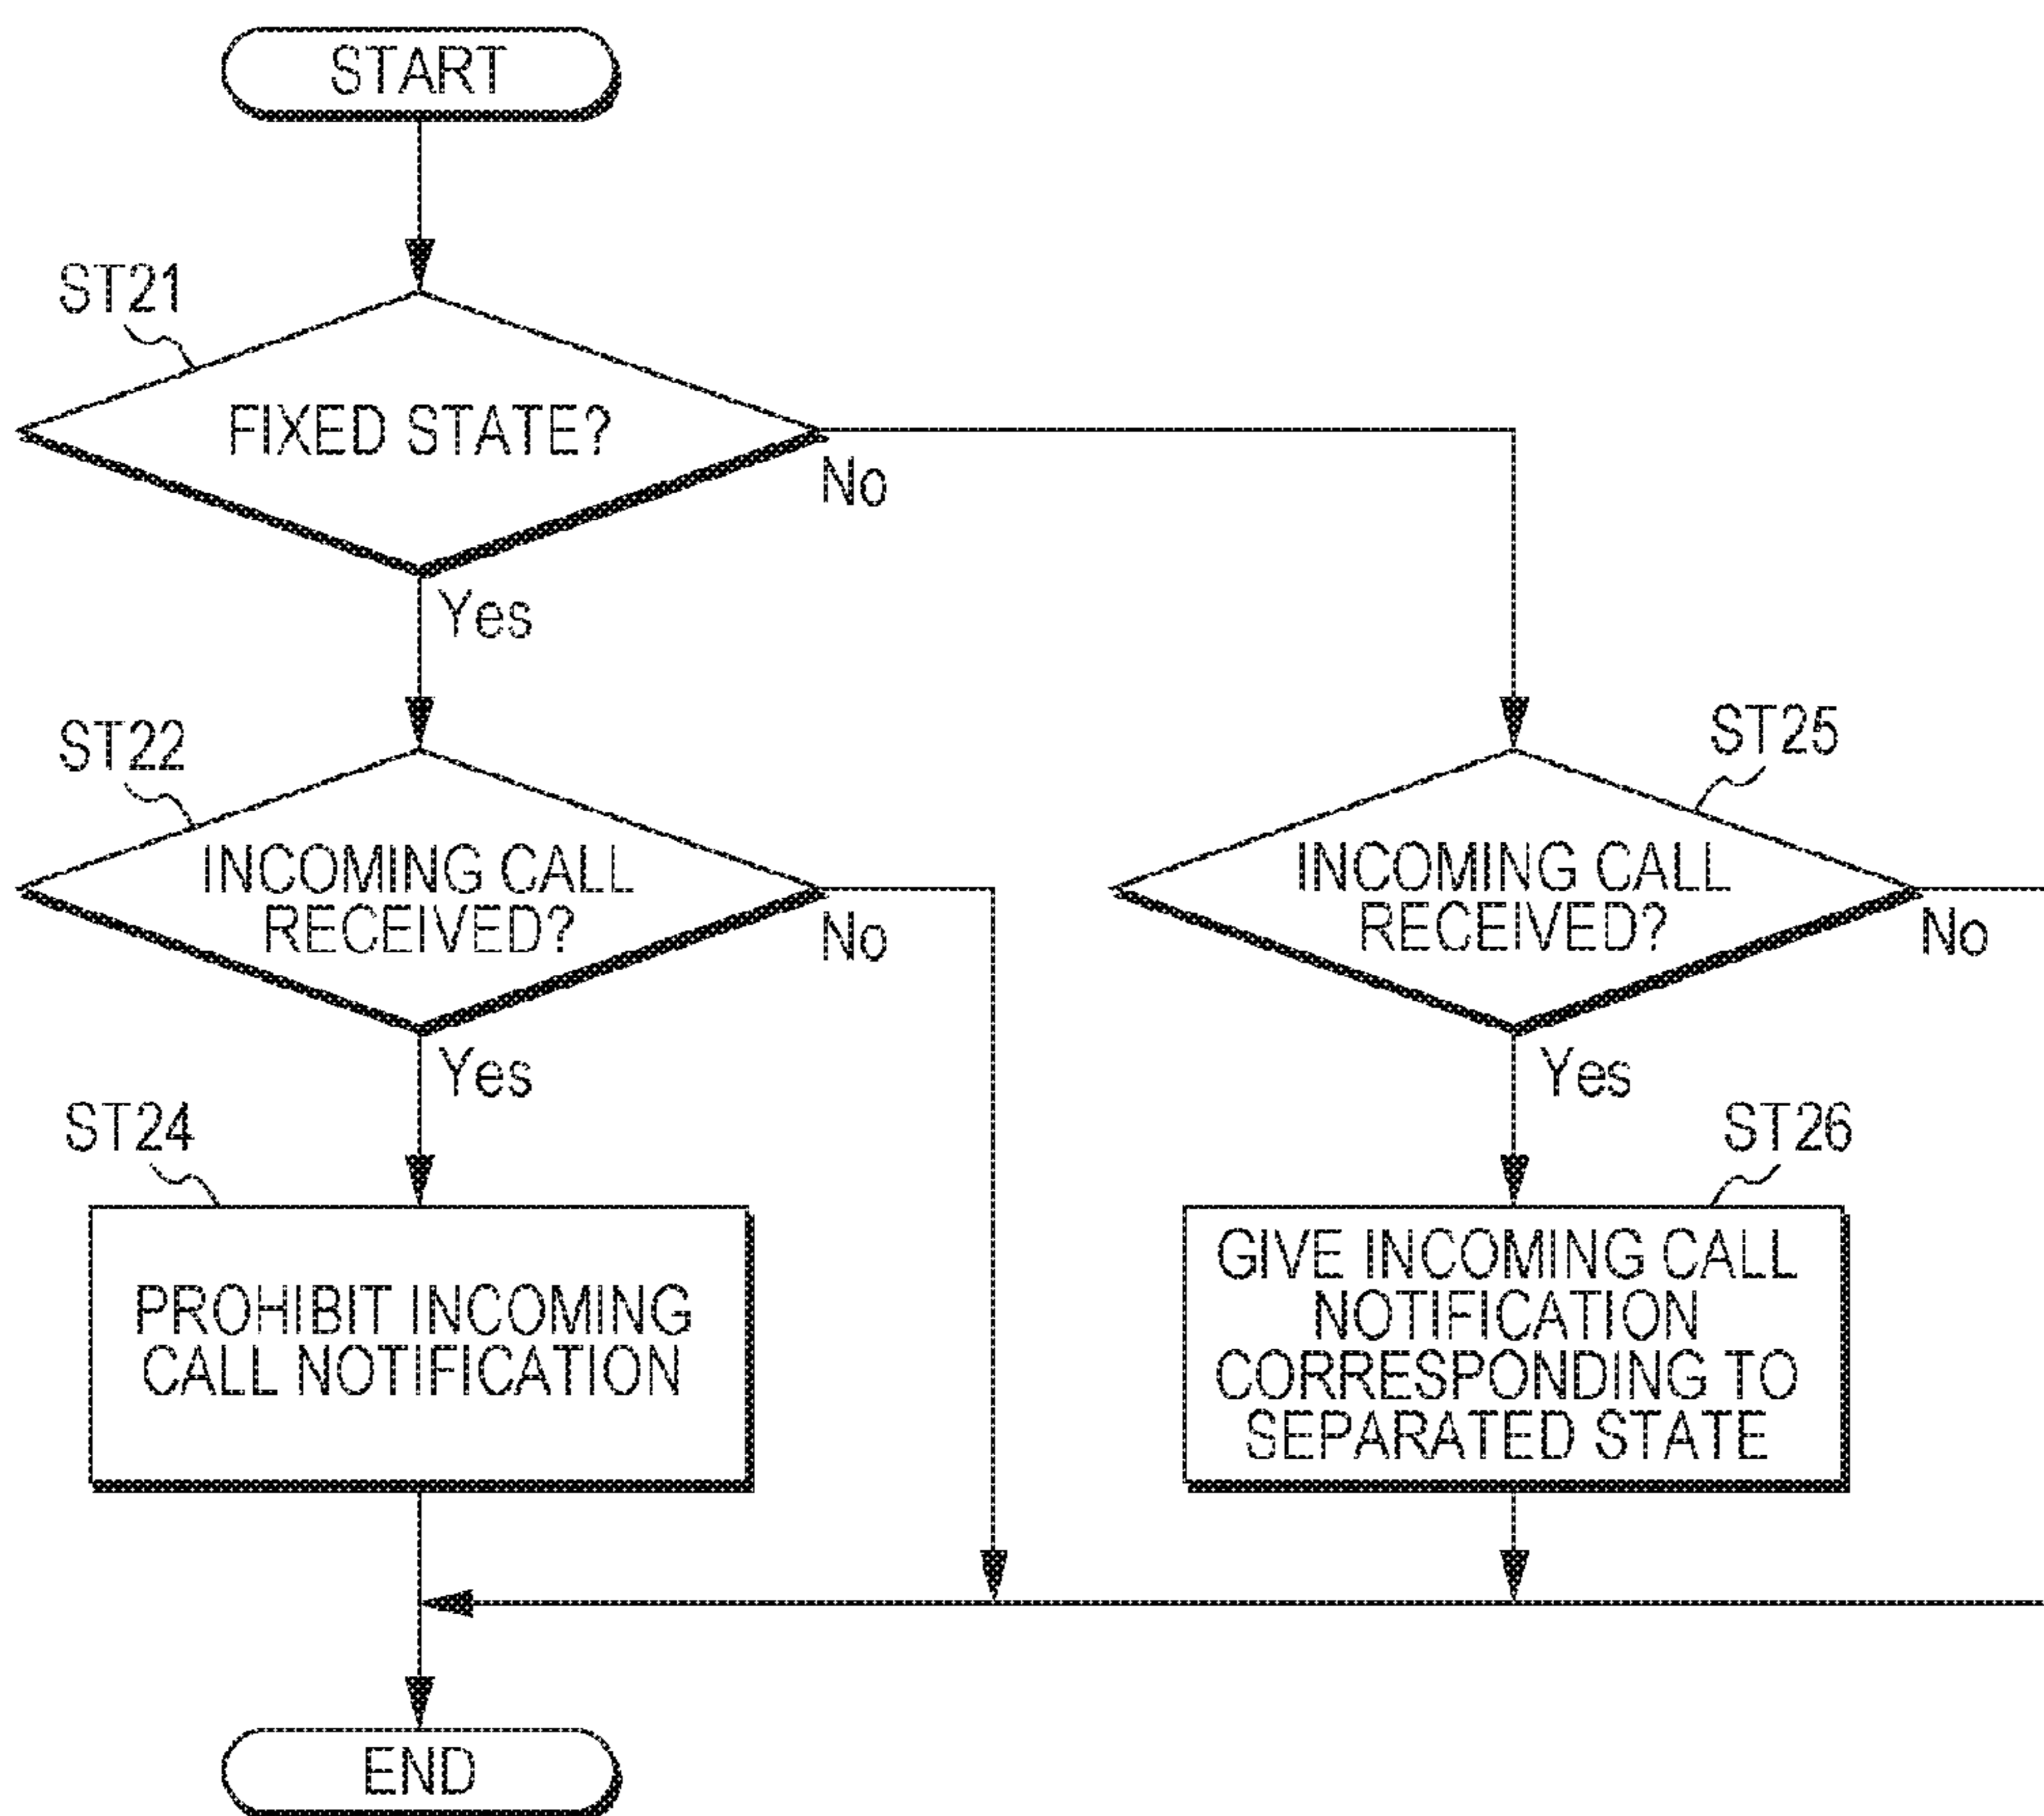 START
ST21
FIXED STATE?
No
Yes
ST22
INCOMING CALL
RECEIVED?
No
Yes
ST25
INCOMING CALL
RECEIVED?
No
Yes
ST24
PROHIBIT INCOMING
CALL NOTIFICATION
ST26
GIVE INCOMING CALL
NOTIFICATION
CORRESPONDING TO
SEPARATED STATE
END